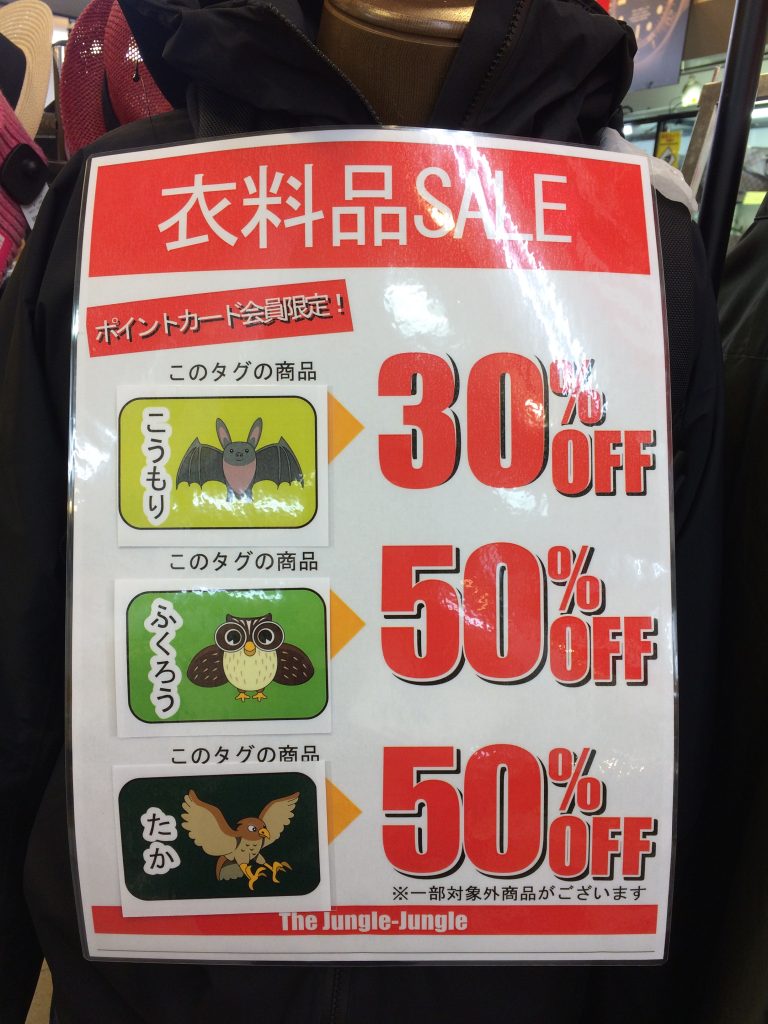 衣料品SALE
ポイントカード会員限定！
このタグの商品
こうもり
30%OFF
このタグの商品
ふくろう
50%OFF
このタグの商品
たか
50%OFF
※一部対象外商品がございます
The Jungle-Jungle